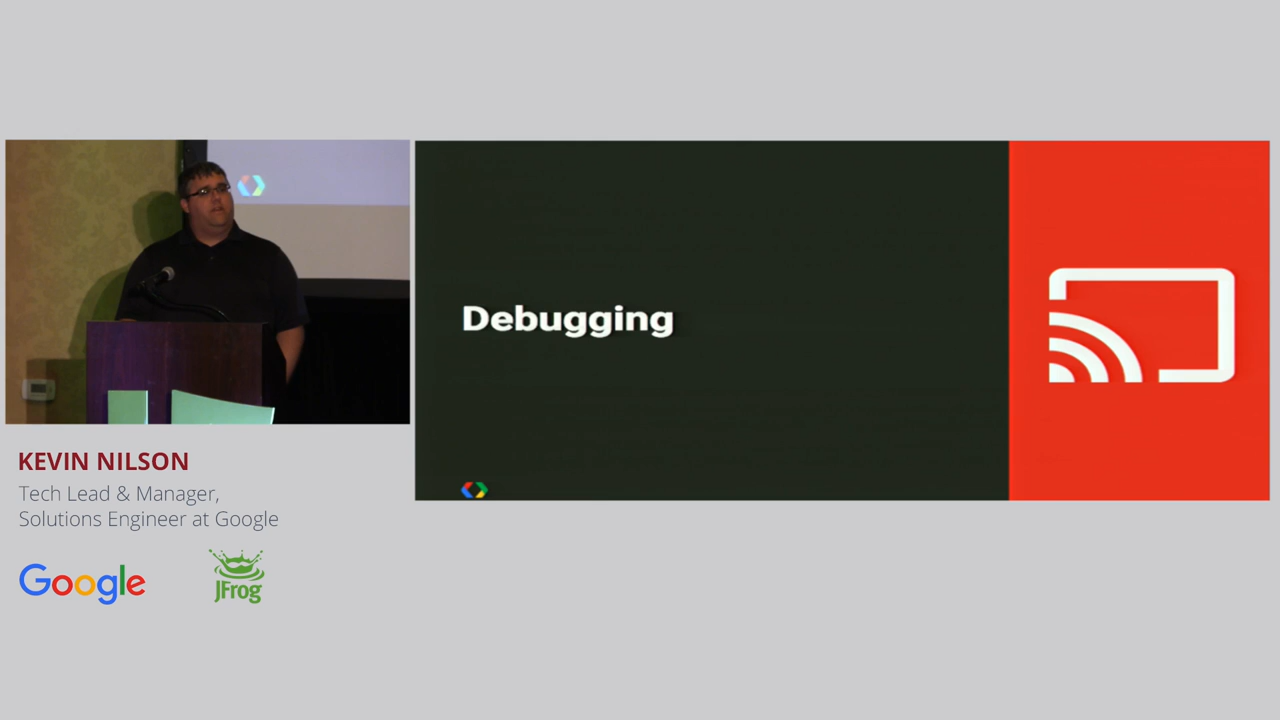 Debugging
KEVIN NILSON
Tech Lead & Manager,
Solutions Engineer at Google
Google
JFrog